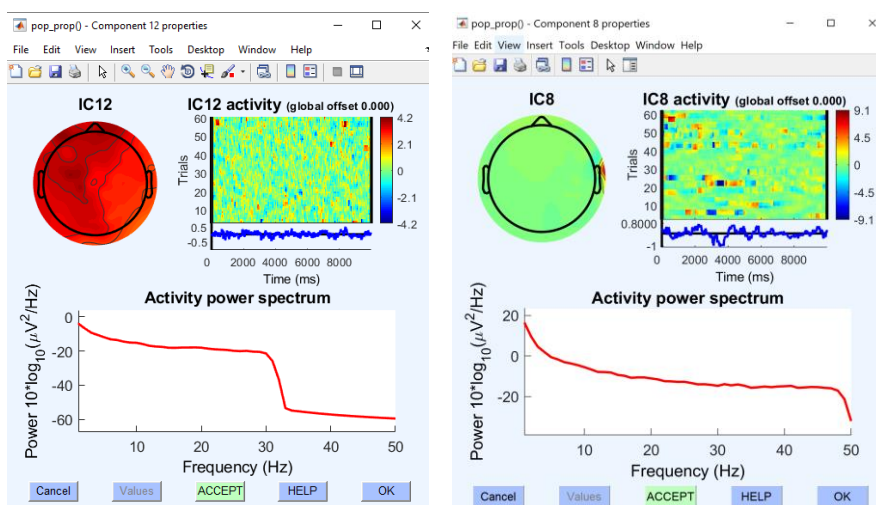 pop_prop() - Component 12 properties
File Edit View Insert Tools Desktop Window Help
IC12
IC12 activity (global offset 0.000)
Trials
60
50
40
30
20
10
4.2
2.1
0
-2.1
-4.2
0.5
-0.5
0 2000 4000 6000 8000
Time (ms)
Activity power spectrum
Power 10*log10(μV2/Hz)
0
-20
-40
-60
10 20 30 40 50
Frequency (Hz)
Cancel Values ACCEPT HELP OK
pop_prop() - Component 8 properties
File Edit View Insert Tools Desktop Window Help
IC8
IC8 activity (global offset 0.000)
Trials
60
50
40
30
20
10
9.1
4.5
0
-4.5
-9.1
0.8000
-1
0 2000 4000 6000 8000
Time (ms)
Activity power spectrum
Power 10*log10(μV2/Hz)
20
0
-20
10 20 30 40 50
Frequency (Hz)
Cancel Values ACCEPT HELP OK